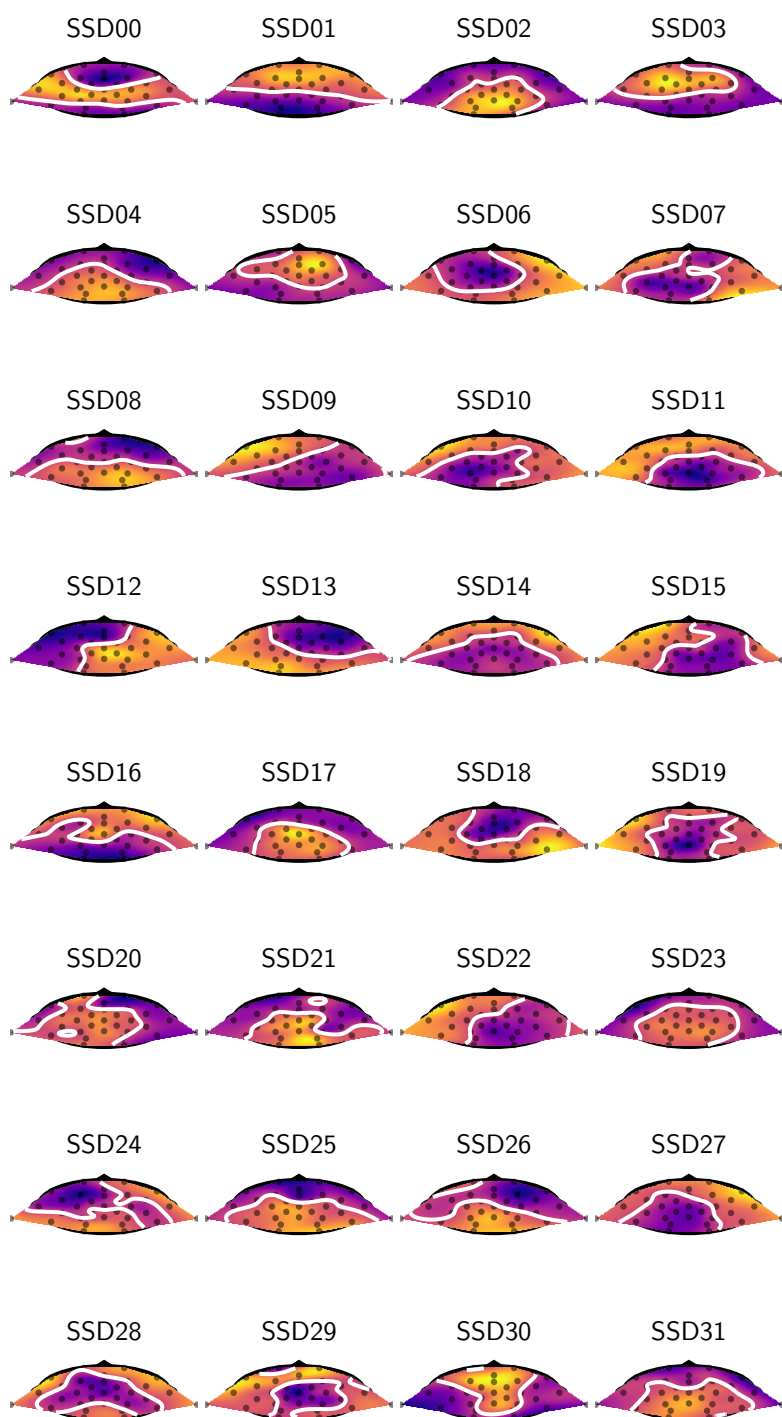 SSD00 SSD01 SSD02 SSD03
SSD04 SSD05 SSD06 SSD07
SSD08 SSD09 SSD10 SSD11
SSD12 SSD13 SSD14 SSD15
SSD16 SSD17 SSD18 SSD19
SSD20 SSD21 SSD22 SSD23
SSD24 SSD25 SSD26 SSD27
SSD28 SSD29 SSD30 SSD31